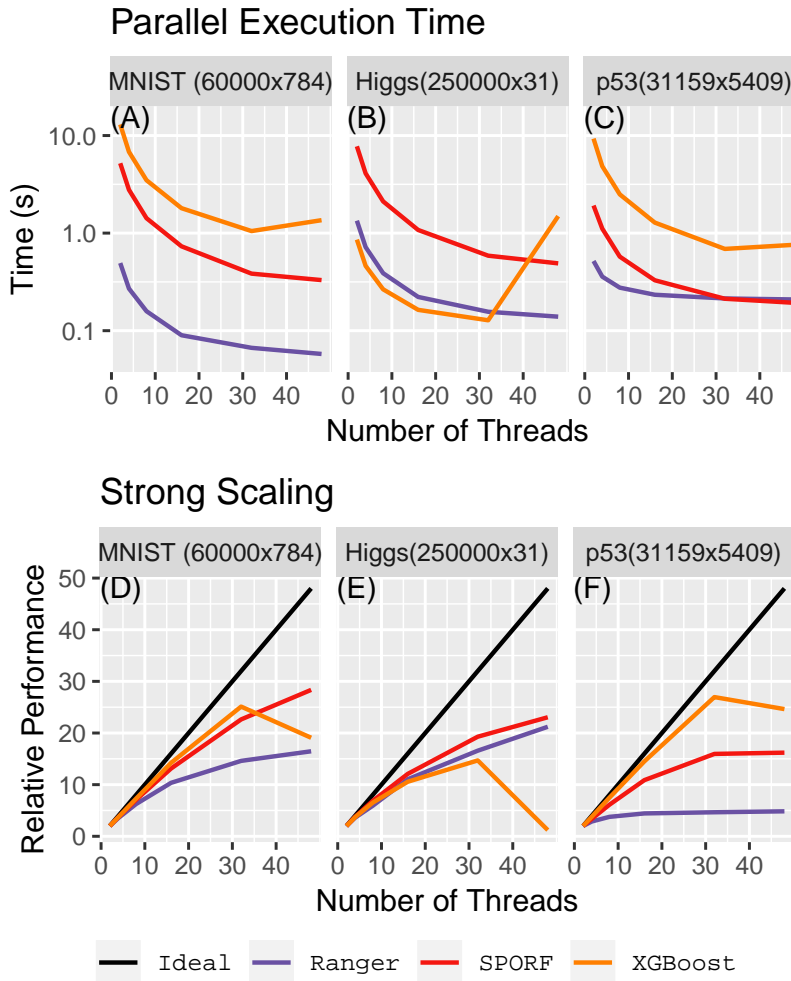 Parallel Execution Time
MNIST (60000x784) Higgs(250000x31) p53(31159x5409)
(A) (B) (C)
10.0
1.0
0.1
Time (s)
0 10 20 30 40 0 10 20 30 40 0 10 20 30 40
Number of Threads
Strong Scaling
MNIST (60000x784) Higgs(250000x31) p53(31159x5409)
(D) (E) (F)
50
40
30
20
10
0
Relative Performance
0 10 20 30 40 0 10 20 30 40 0 10 20 30 40
Number of Threads
Ideal Ranger SPORF XGBoost